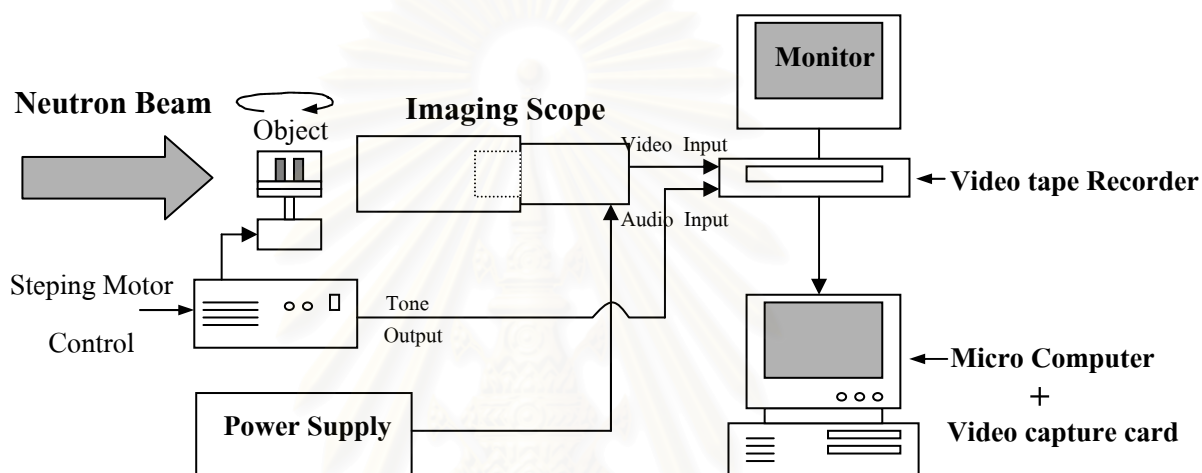 Monitor
Neutron Beam
Object
Imaging Scope
Video Input
Video tape Recorder
Audio Input
Steping Motor
Control
Tone
Output
Micro Computer
+
Video capture card
Power Supply